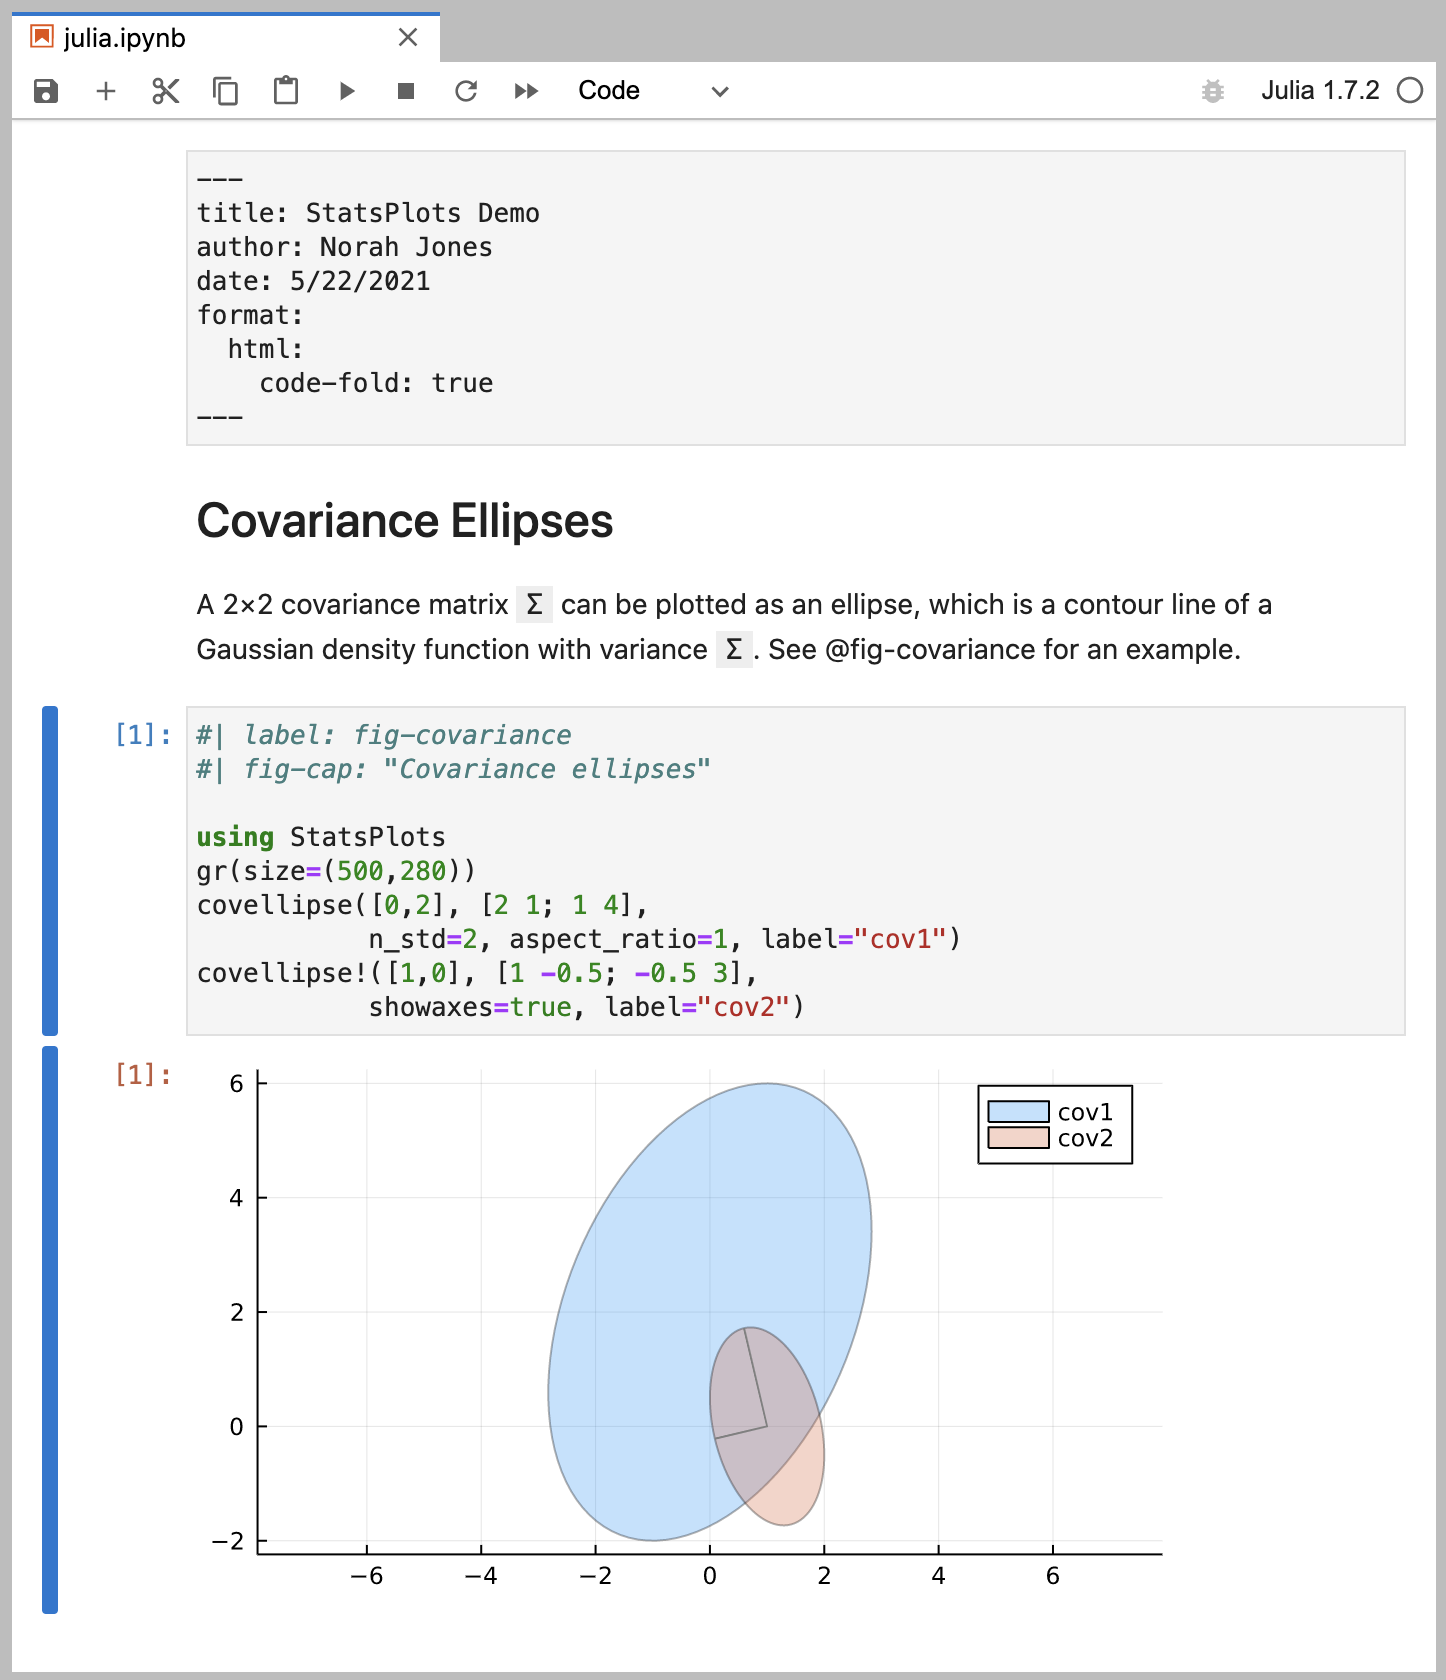 julia.ipynb
Code
Julia 1.7.2
---
title: StatsPlots Demo
author: Norah Jones
date: 5/22/2021
format:
  html:
    code-fold: true
---
Covariance Ellipses
A 2×2 covariance matrix Σ can be plotted as an ellipse, which is a contour line of a
Gaussian density function with variance Σ. See @fig-covariance for an example.
[1]:
#| label: fig-covariance
#| fig-cap: "Covariance ellipses"
using StatsPlots
gr(size=(500,280))
covellipse([0,2], [2 1; 1 4],
           n_std=2, aspect_ratio=1, label="cov1")
covellipse!([1,0], [1 -0.5; -0.5 3],
           showaxes=true, label="cov2")
[1]:
6
4
2
0
−2
cov1
cov2
−6 −4 −2 0 2 4 6